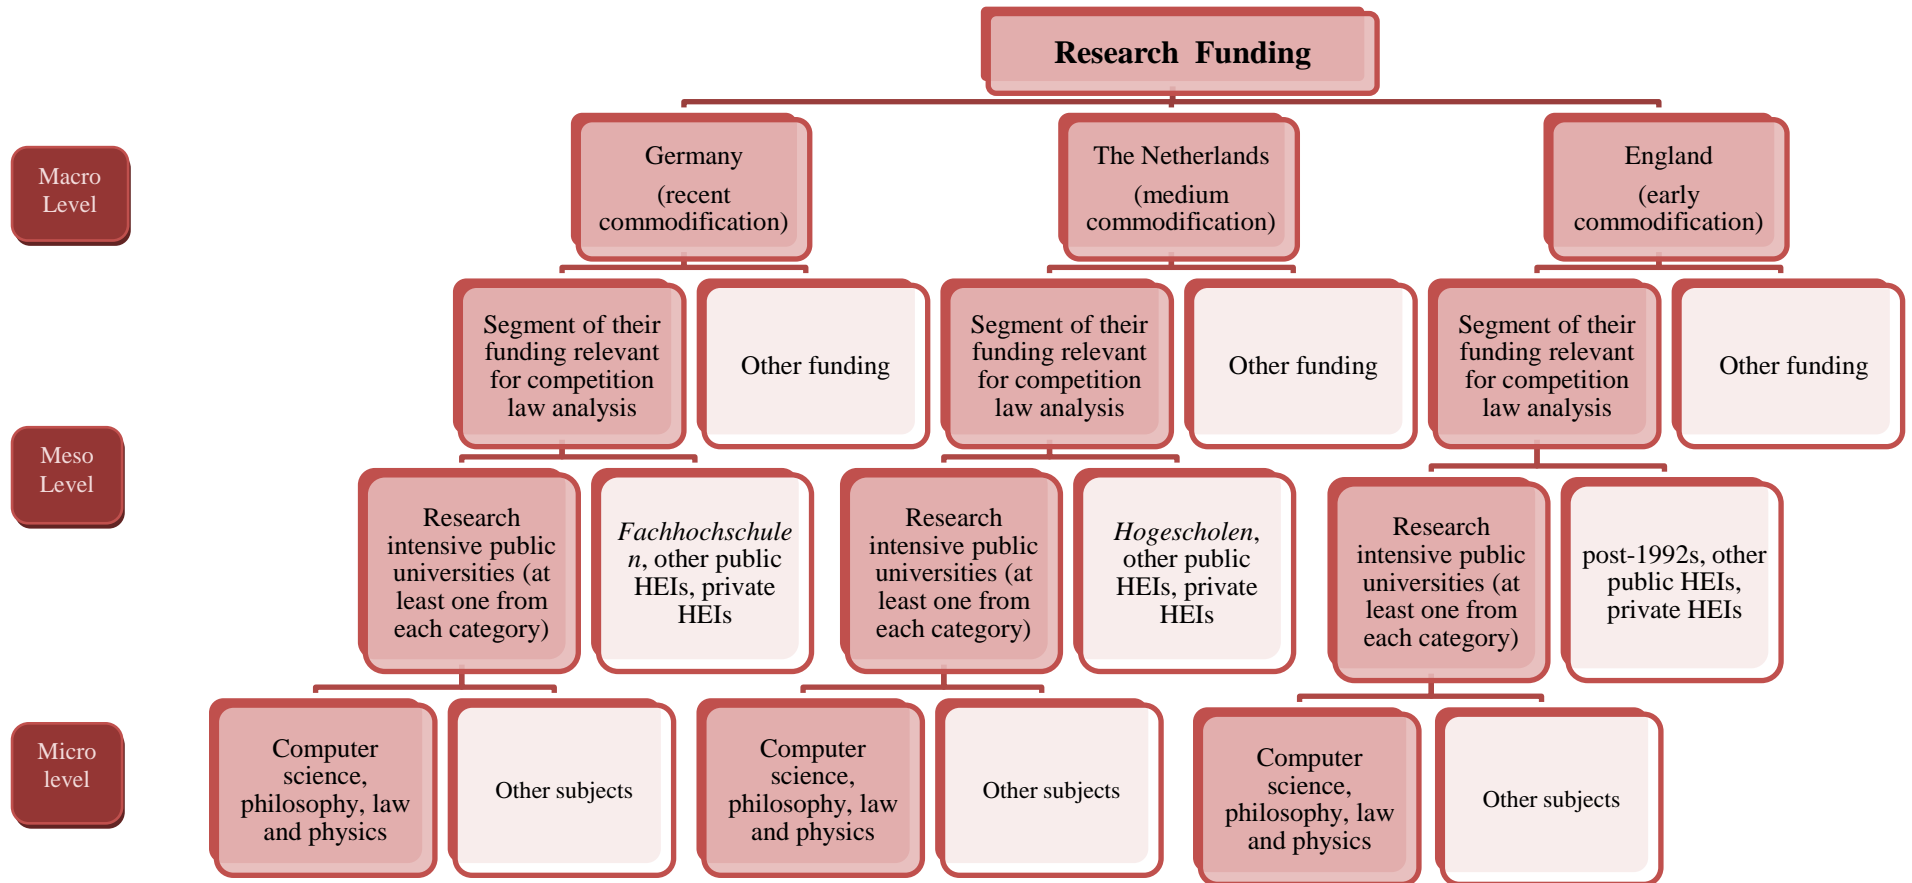 Research Funding
Macro
Level
Germany
(recent
commodification)
The Netherlands
(medium
commodification)
England
(early
commodification)
Segment of their
funding relevant
for competition
law analysis
Other funding
Segment of their
funding relevant
for competition
law analysis
Other funding
Segment of their
funding relevant
for competition
law analysis
Other funding
Meso
Level
Research
intensive public
universities (at
least one from
each category)
Fachhochschule
n, other public
HEIs, private
HEIs
Research
intensive public
universities (at
least one from
each category)
Hogescholen,
other public
HEIs, private
HEIs
Research
intensive public
universities (at
least one from
each category)
post-1992s, other
public HEIs,
private HEIs
Micro
level
Computer
science,
philosophy, law
and physics
Other subjects
Computer
science,
philosophy, law
and physics
Other subjects
Computer
science,
philosophy, law
and physics
Other subjects